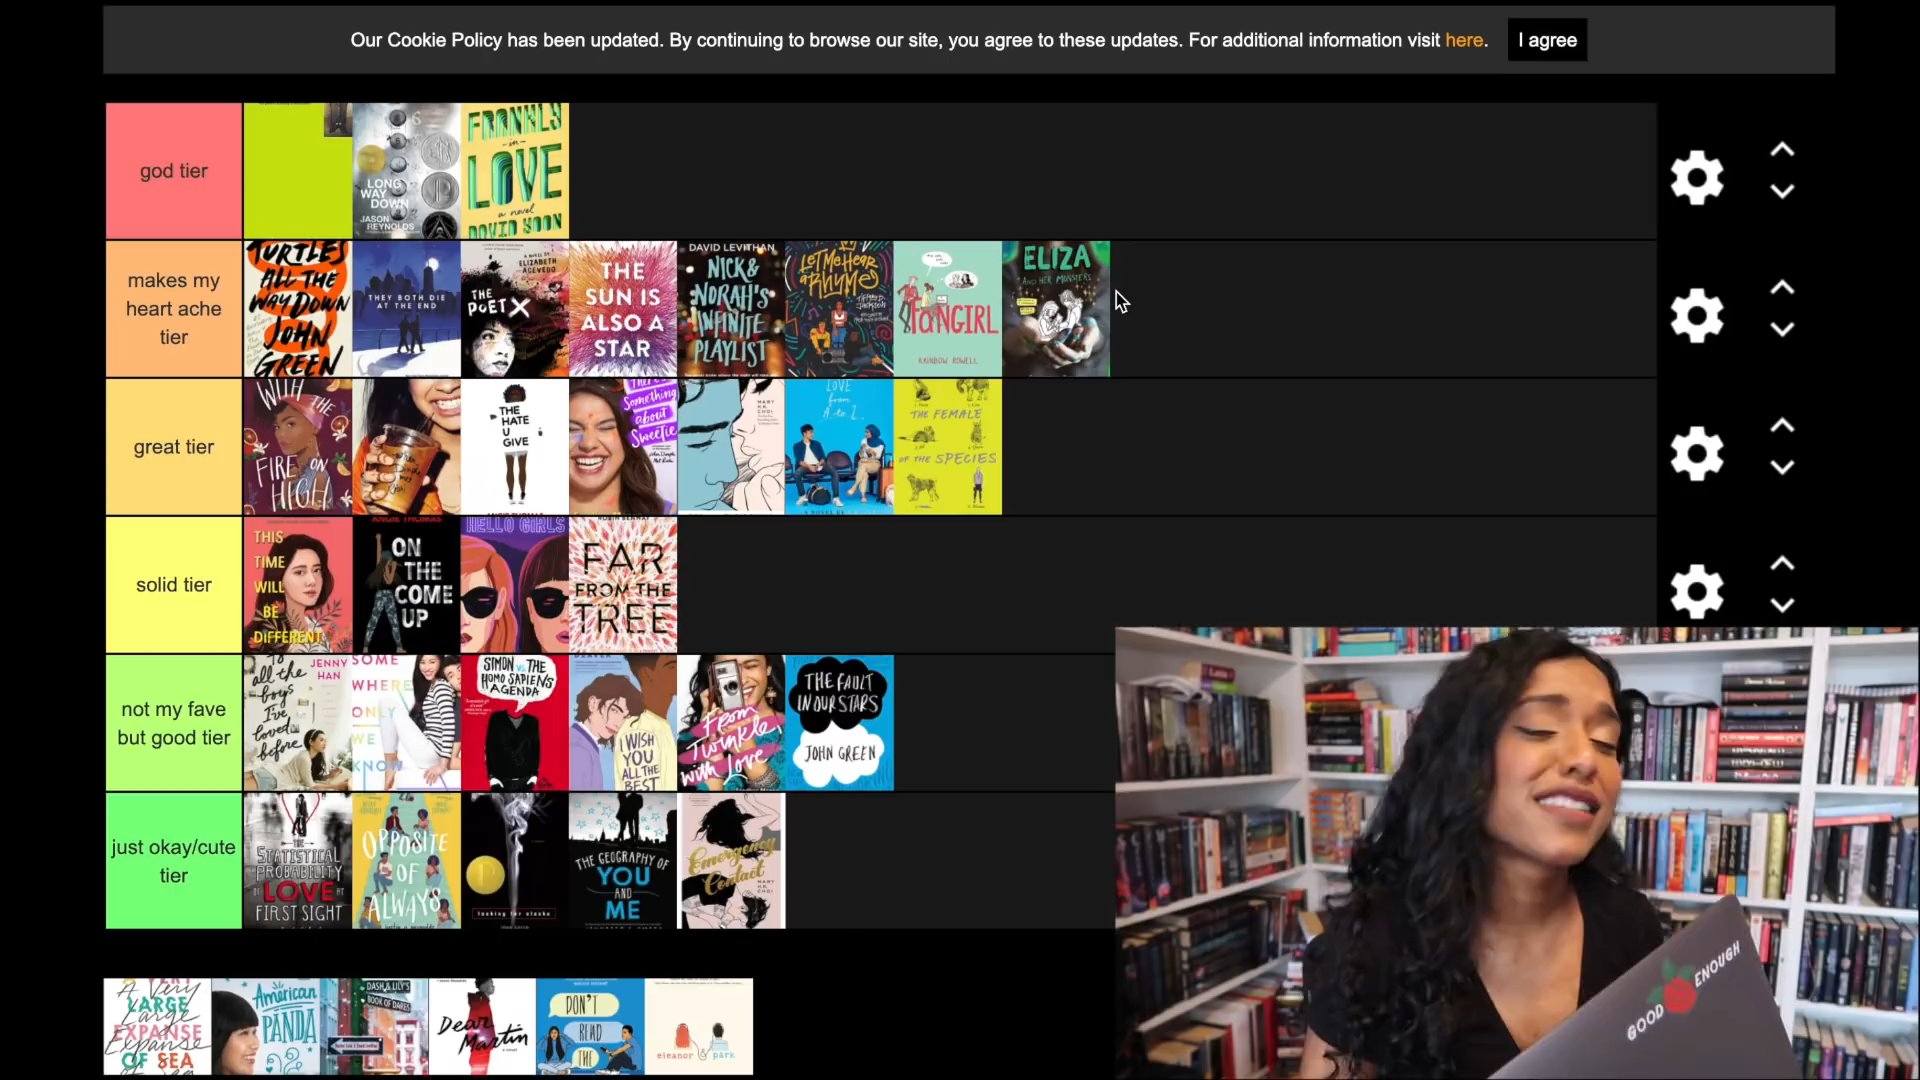 Our Cookie Policy has been updated. By continuing to browse our site, you agree to these updates. For additional information visit here.
I agree
god tier
LONG
WAY
DOWN
JASON
REYNOLDS
FRANKLY
in
LOVE
a novel
DAVID YOON
makes my
heart ache
tier
TURTLES
ALL THE
WAY DOWN
JOHN
GREEN
THEY BOTH DIE
AT THE END
ELIZABETH
ACEVEDO
THE
POET X
THE
SUN IS
ALSO A
STAR
DAVID LEVITHAN
NICK &
NORAH'S
INFINITE
PLAYLIST
LET ME HEAR
A RHYME
FANGIRL
RAINBOW ROWELL
ELIZA
AND HER MONSTERS
great tier
WITH THE
FIRE ON
HIGH
THE
HATE
U
GIVE
Something
about
Sweetie
MARY
H.K.
CHOI
LOVE
from
A to Z
THE FEMALE
OF THE SPECIES
solid tier
THIS
TIME
WILL
BE
DIFFERENT
ANGIE THOMAS
ON
THE
COME
UP
HELLO GIRLS
FAR
FROM THE
TREE
not my fave
but good tier
To
all the
boys
I've
loved
before
JENNY
HAN
SOME
WHERE
ONLY
WE
KNOW
SIMON VS. THE
HOMO SAPIENS
AGENDA
I WISH
YOU
ALL THE
BEST
From
Twinkle,
with Love
THE FAULT
IN OUR STARS
JOHN GREEN
just okay/cute
tier
THE
STATISTICAL
PROBABILITY
OF
LOVE AT
FIRST SIGHT
OPPOSITE
OF
ALWAYS
looking for alaska
THE GEOGRAPHY OF
YOU
AND
ME
Emergency
Contact
MARY
H.K.
CHOI
A VERY
LARGE
EXPANSE
OF SEA
American
PANDA
DASH & LILY'S
BOOK OF DARES
Dear
Martin
DON'T
READ
THE
eleanor & park
GOOD ENOUGH